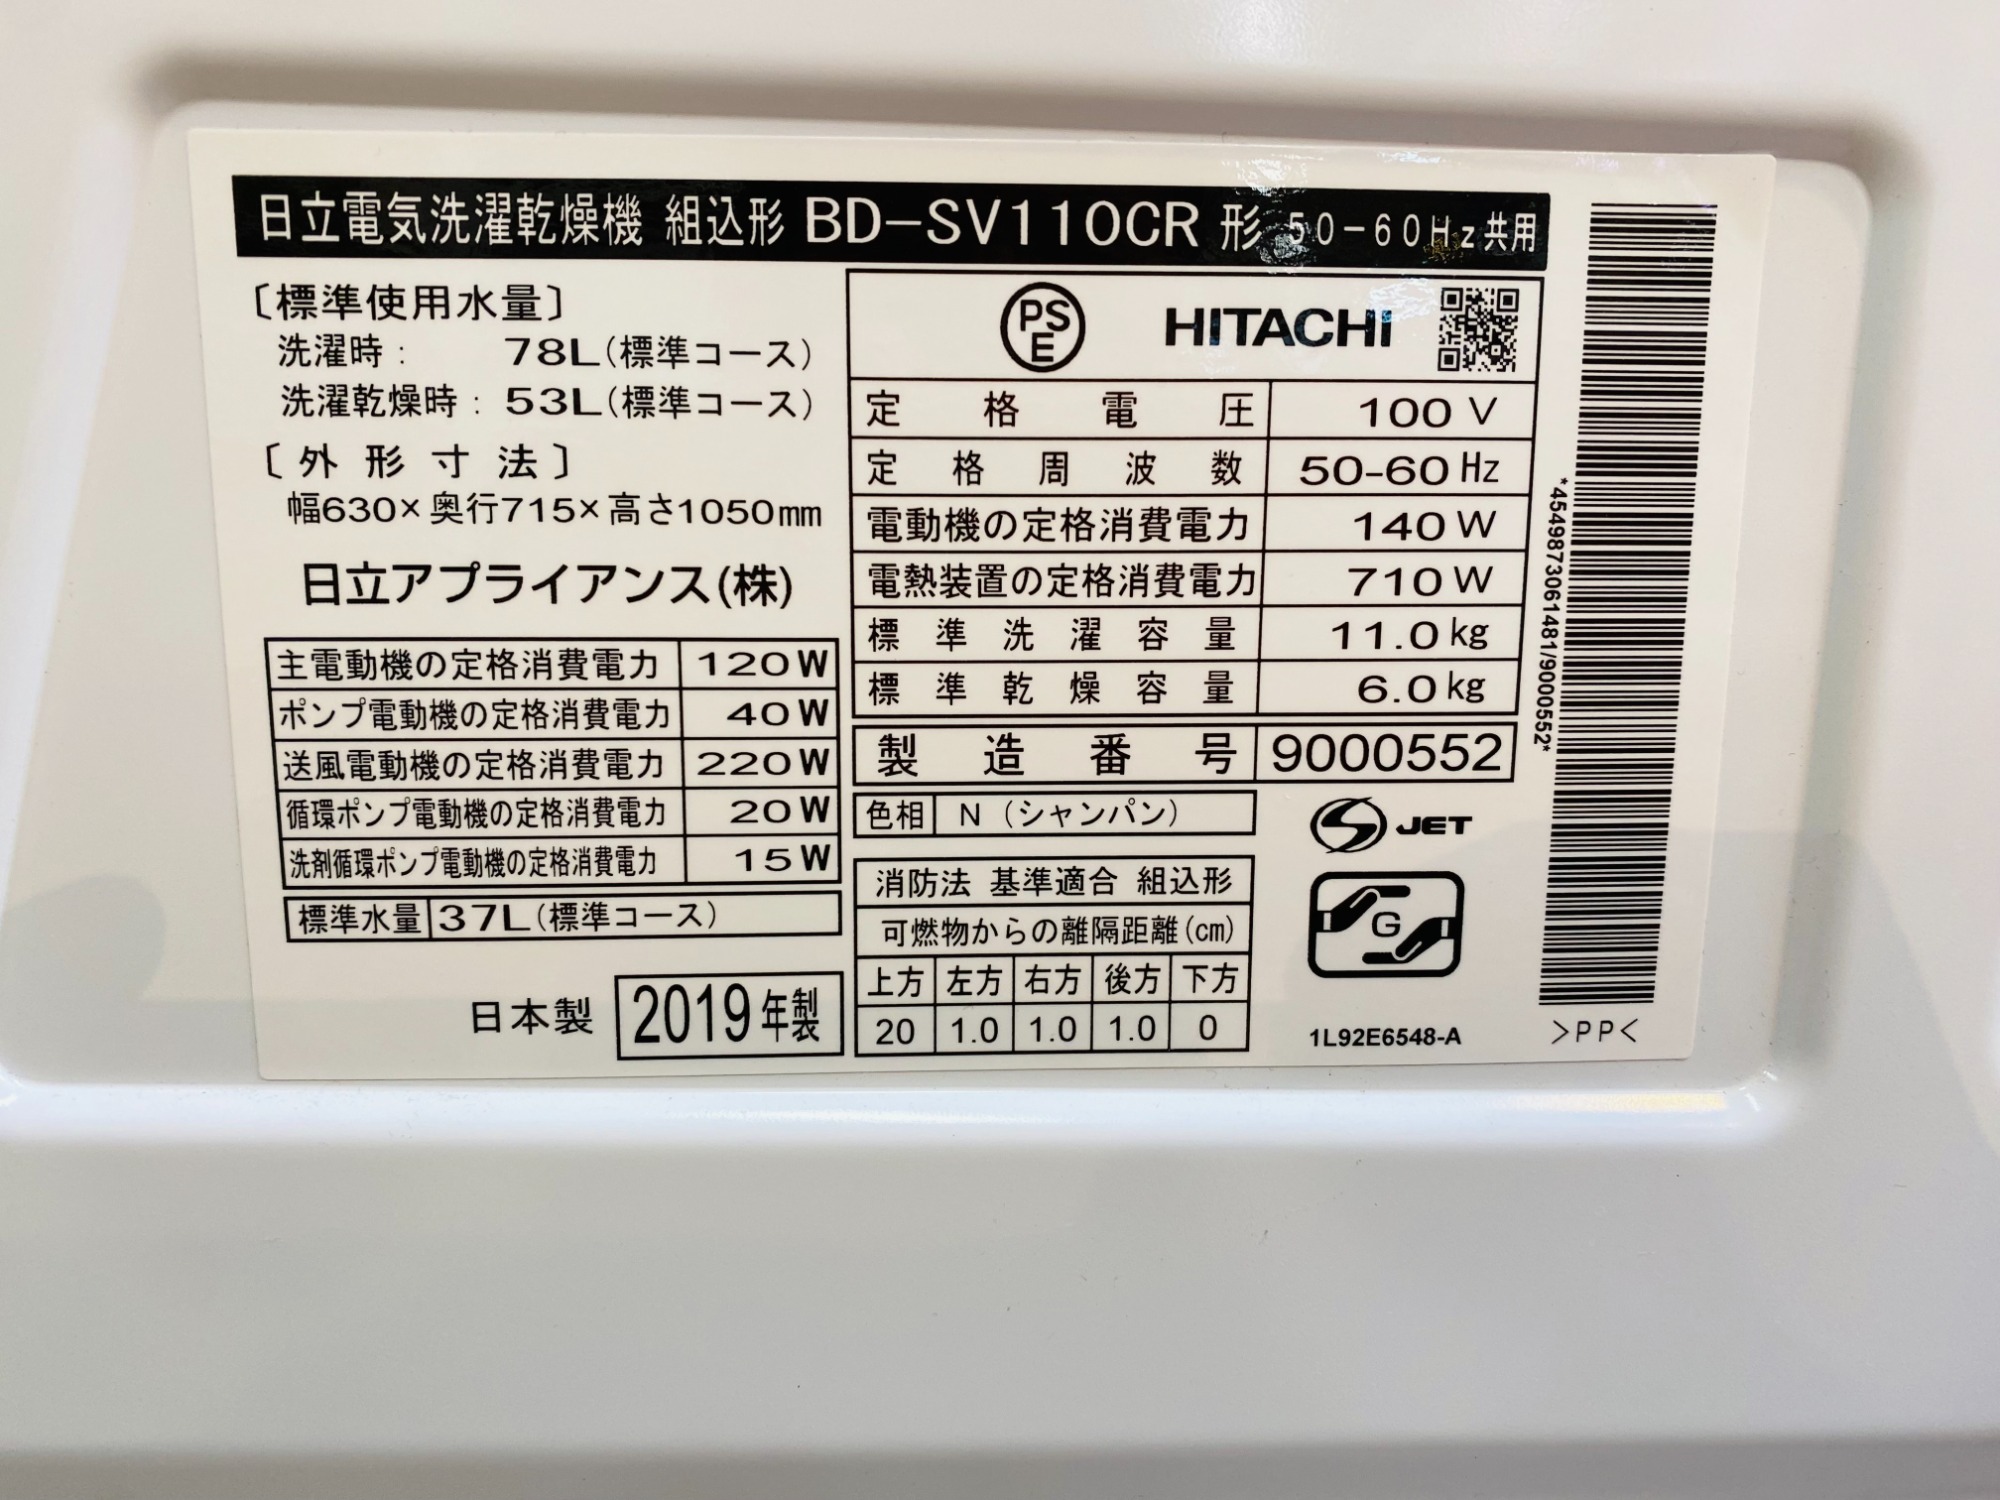 日立電気洗濯乾燥機 組込形 BD-SV110CR 形 50-60Hz共用
〔標準使用水量〕
洗濯時: 78L(標準コース)
洗濯乾燥時: 53L(標準コース)
〔外形寸法〕
幅630×奥行715×高さ1050mm
日立アプライアンス(株)
主電動機の定格消費電力 120W
ポンプ電動機の定格消費電力 40W
送風電動機の定格消費電力 220W
循環ポンプ電動機の定格消費電力 20W
洗剤循環ポンプ電動機の定格消費電力 15W
標準水量 37L(標準コース)
日本製 2019年製
PSE HITACHI
定格電圧 100V
定格周波数 50-60Hz
電動機の定格消費電力 140W
電熱装置の定格消費電力 710W
標準洗濯容量 11.0kg
標準乾燥容量 6.0kg
製造番号 9000552
色相 N(シャンパン)
消防法 基準適合 組込形
可燃物からの離隔距離(cm)
上方 左方 右方 後方 下方
20 1.0 1.0 1.0 0
S JET
G
1L92E6548-A
*4549873061481/9000552*
>PP<